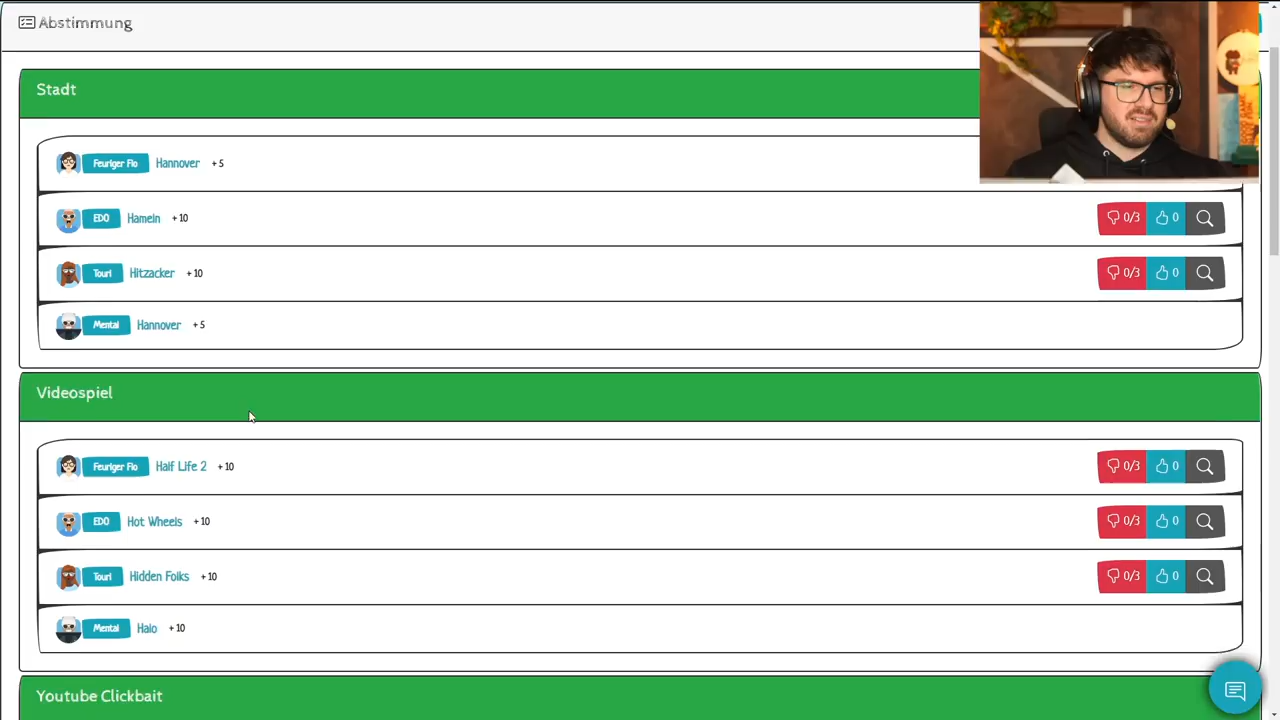 Abstimmung
Stadt
Feuriger Flo Hannover +5
EDO Hameln +10
0/3 0
Touri Hitzacker +10
0/3 0
Mental Hannover +5
Videospiel
Feuriger Flo Half Life 2 +10
0/3 0
EDO Hot Wheels +10
0/3 0
Touri Hidden Folks +10
0/3 0
Mental Halo +10
Youtube Clickbait